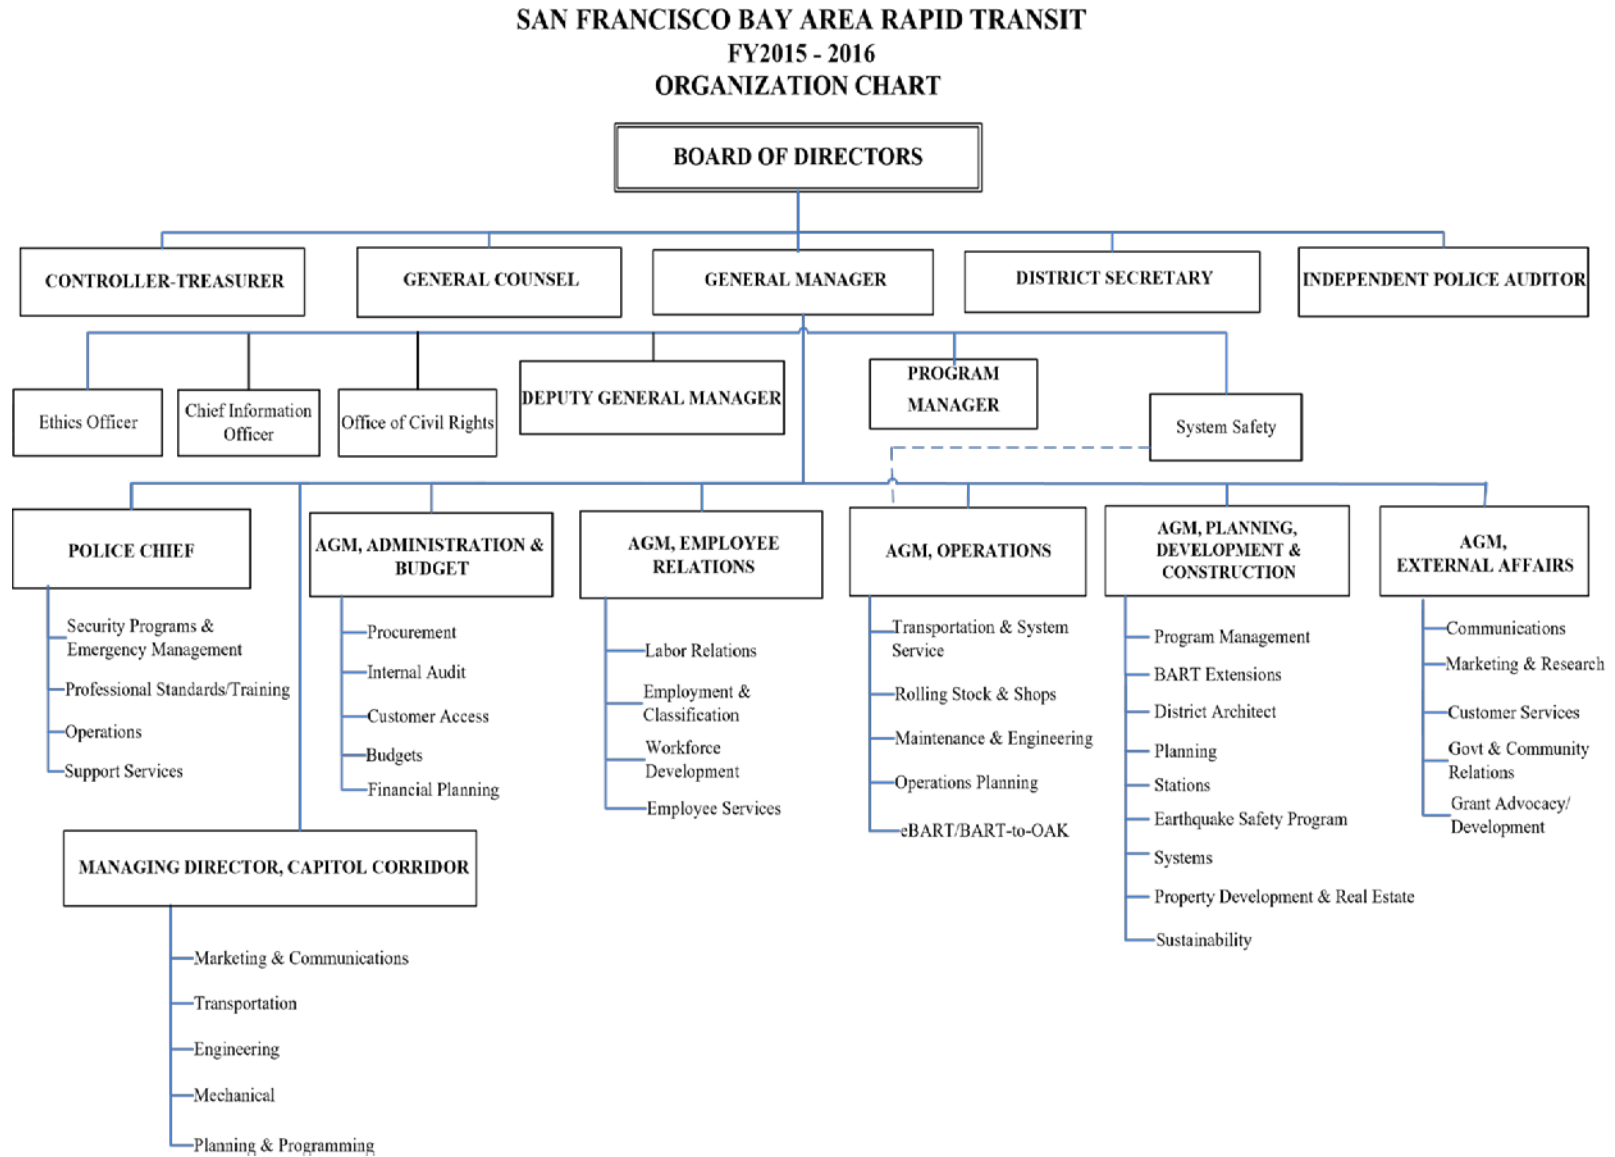 SAN FRANCISCO BAY AREA RAPID TRANSIT
FY2015 - 2016
ORGANIZATION CHART
BOARD OF DIRECTORS
CONTROLLER-TREASURER
GENERAL COUNSEL
GENERAL MANAGER
DISTRICT SECRETARY
INDEPENDENT POLICE AUDITOR
Ethics Officer
Chief Information
Officer
Office of Civil Rights
DEPUTY GENERAL MANAGER
PROGRAM
MANAGER
System Safety
POLICE CHIEF
Security Programs &
Emergency Management
Professional Standards/Training
Operations
Support Services
AGM, ADMINISTRATION &
BUDGET
Procurement
Internal Audit
Customer Access
Budgets
Financial Planning
AGM, EMPLOYEE
RELATIONS
Labor Relations
Employment &
Classification
Workforce
Development
Employee Services
AGM, OPERATIONS
Transportation & System
Service
Rolling Stock & Shops
Maintenance & Engineering
Operations Planning
eBART/BART-to-OAK
AGM, PLANNING,
DEVELOPMENT &
CONSTRUCTION
Program Management
BART Extensions
District Architect
Planning
Stations
Earthquake Safety Program
Systems
Property Development & Real Estate
Sustainability
AGM,
EXTERNAL AFFAIRS
Communications
Marketing & Research
Customer Services
Govt & Community
Relations
Grant Advocacy/
Development
MANAGING DIRECTOR, CAPITOL CORRIDOR
Marketing & Communications
Transportation
Engineering
Mechanical
Planning & Programming